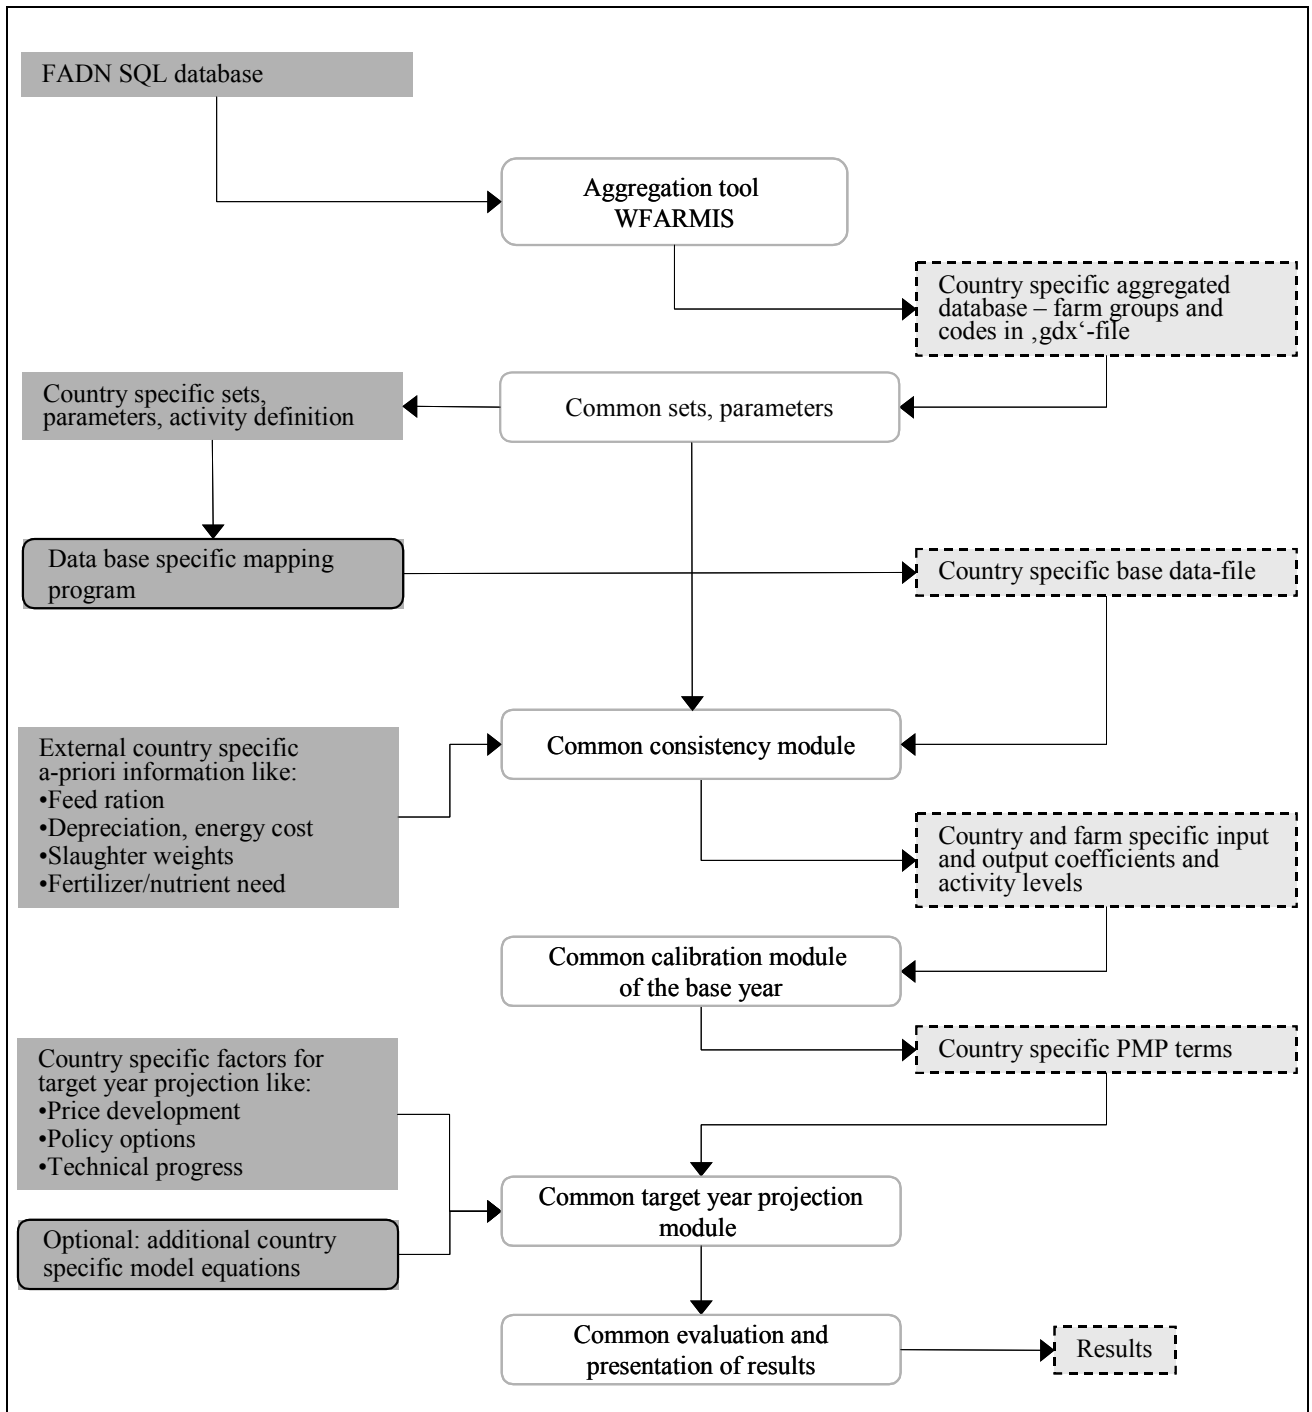 FADN SQL database
Aggregation tool
WFARMIS
Country specific aggregated
database – farm groups and
codes in ‚gdx‘-file
Country specific sets,
parameters, activity definition
Common sets, parameters
Data base specific mapping
program
Country specific base data-file
External country specific
a-priori information like:
•Feed ration
•Depreciation, energy cost
•Slaughter weights
•Fertilizer/nutrient need
Common consistency module
Country and farm specific input
and output coefficients and
activity levels
Common calibration module
of the base year
Country specific PMP terms
Country specific factors for
target year projection like:
•Price development
•Policy options
•Technical progress
Common target year projection
module
Optional: additional country
specific model equations
Common evaluation and
presentation of results
Results